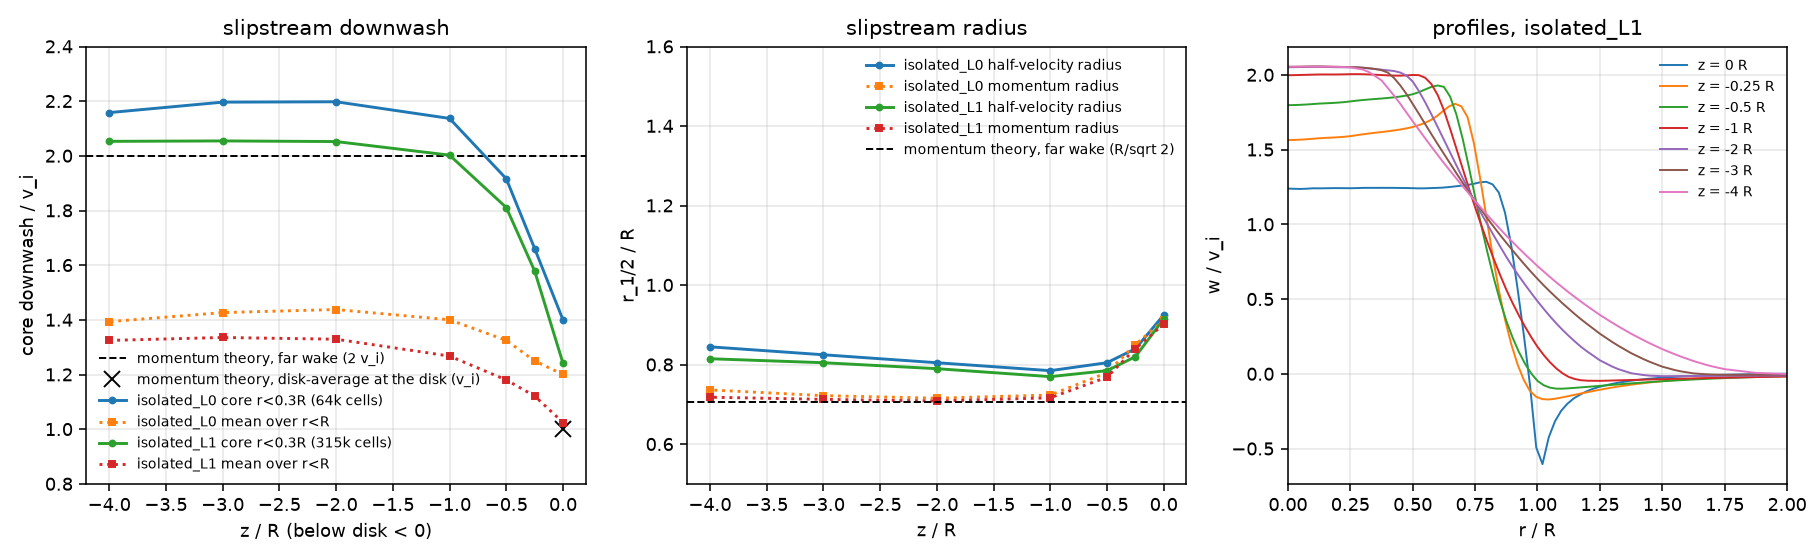 slipstream downwash
2.4
2.2
2.0
1.8
1.6
1.4
1.2
1.0
0.8
core downwash / v_i
momentum theory, far wake (2 v_i)
momentum theory, disk-average at the disk (v_i)
isolated_L0 core r<0.3R (64k cells)
isolated_L0 mean over r<R
isolated_L1 core r<0.3R (315k cells)
isolated_L1 mean over r<R
−4.0 −3.5 −3.0 −2.5 −2.0 −1.5 −1.0 −0.5 0.0
z / R (below disk < 0)
slipstream radius
1.6
1.4
1.2
1.0
0.8
0.6
r_1/2 / R
isolated_L0 half-velocity radius
isolated_L0 momentum radius
isolated_L1 half-velocity radius
isolated_L1 momentum radius
momentum theory, far wake (R/sqrt 2)
−4.0 −3.5 −3.0 −2.5 −2.0 −1.5 −1.0 −0.5 0.0
z / R
profiles, isolated_L1
2.0
1.5
1.0
0.5
0.0
−0.5
w / v_i
z = 0 R
z = -0.25 R
z = -0.5 R
z = -1 R
z = -2 R
z = -3 R
z = -4 R
0.00 0.25 0.50 0.75 1.00 1.25 1.50 1.75 2.00
r / R